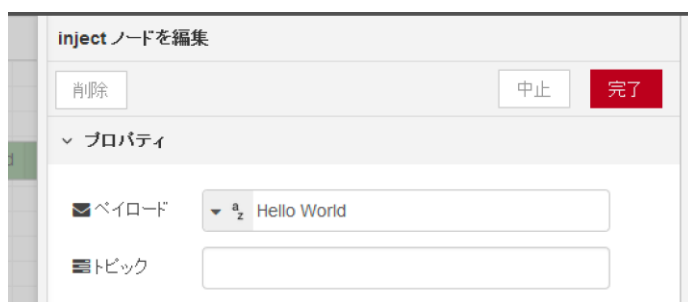 inject ノードを編集
削除 中止 完了
プロパティ
d
ペイロード az Hello World
トピック